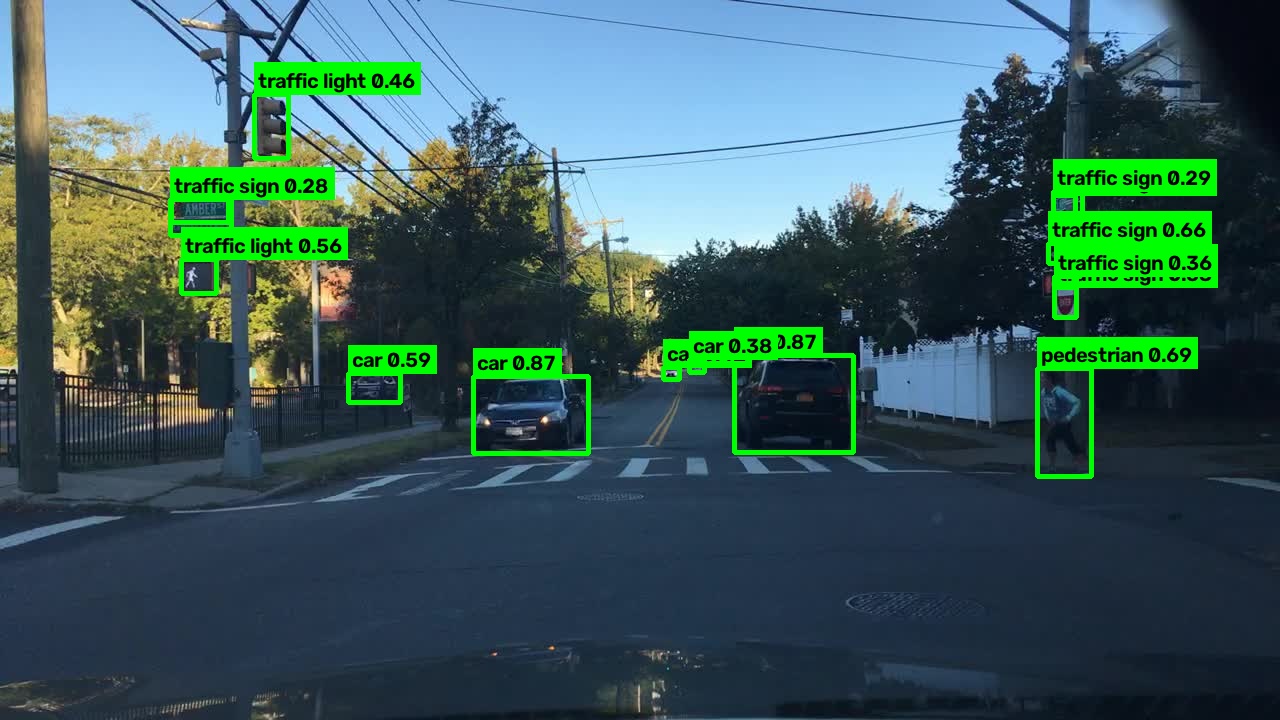 traffic light 0.46
traffic sign 0.28
AMBER
traffic light 0.56
traffic sign 0.29
traffic sign 0.66
traffic sign 0.36
car 0.59
car 0.87
car 0.38
0.87
pedestrian 0.69